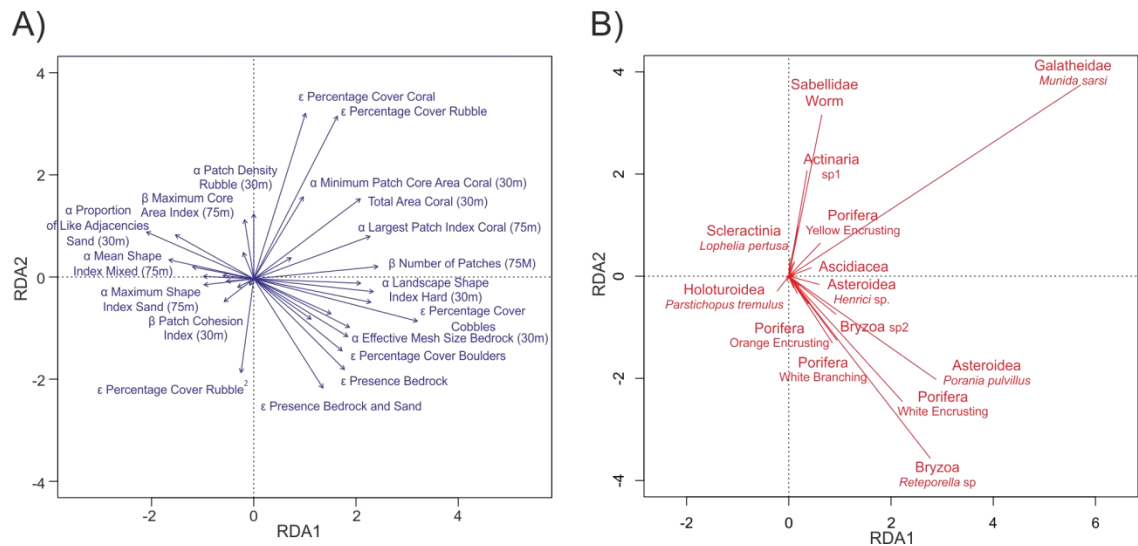 A)
B)
4
2
0
-2
-4
RDA2
-2
0
2
4
RDA1
ε Percentage Cover Coral
ε Percentage Cover Rubble
α Patch Density
Rubble (30m)
α Minimum Patch Core Area Coral (30m)
β Maximum Core
Area Index (75m)
Total Area Coral (30m)
α Proportion
of Like Adjacencies
Sand (30m)
α Largest Patch Index Coral (75m)
α Mean Shape
Index Mixed (75m)
β Number of Patches (75M)
α Landscape Shape
Index Hard (30m)
α Maximum Shape
Index Sand (75m)
ε Percentage Cover
Cobbles
β Patch Cohesion
Index (30m)
α Effective Mesh Size Bedrock (30m)
ε Percentage Cover Boulders
ε Percentage Cover Rubble²
ε Presence Bedrock
ε Presence Bedrock and Sand
4
2
0
-2
-4
RDA2
-2
0
2
4
6
RDA1
Galatheidae
Munida sarsi
Sabellidae
Worm
Actinaria
sp1
Porifera
Yellow Encrusting
Scleractinia
Lophelia pertusa
Ascidiacea
Asteroidea
Henrici sp.
Holoturoidea
Parstichopus tremulus
Bryzoa sp2
Porifera
Orange Encrusting
Porifera
White Branching
Asteroidea
Porania pulvillus
Porifera
White Encrusting
Bryzoa
Reteporella sp